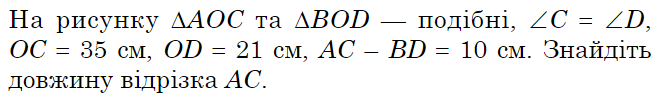 На рисунку ΔAOC та ΔBOD — подібні, ∠C = ∠D,
OC = 35 см, OD = 21 см, AC – BD = 10 см. Знайдіть
довжину відрізка AC.